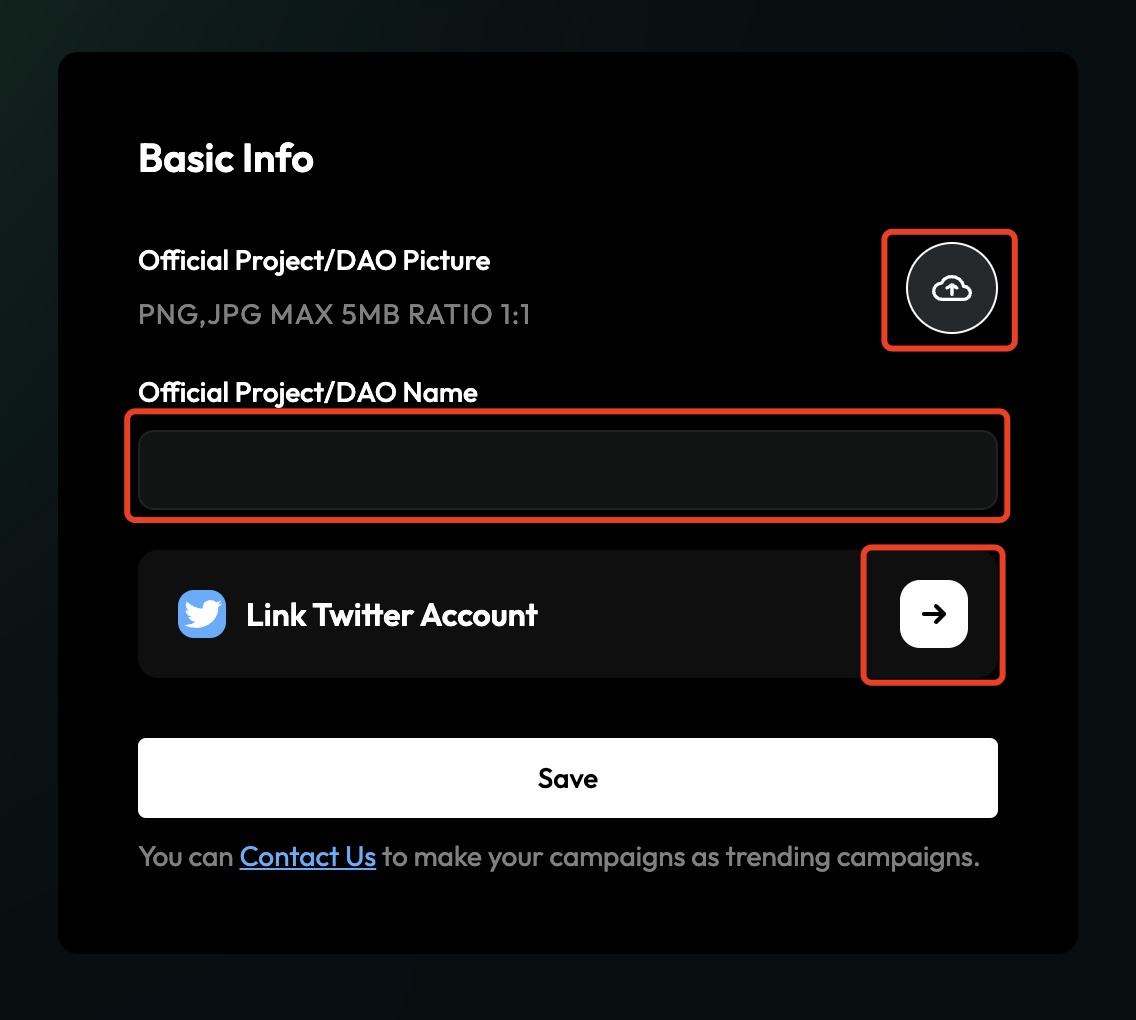 Basic Info
Official Project/DAO Picture
PNG,JPG MAX 5MB RATIO 1:1
Official Project/DAO Name
Link Twitter Account
Save
You can Contact Us to make your campaigns as trending campaigns.